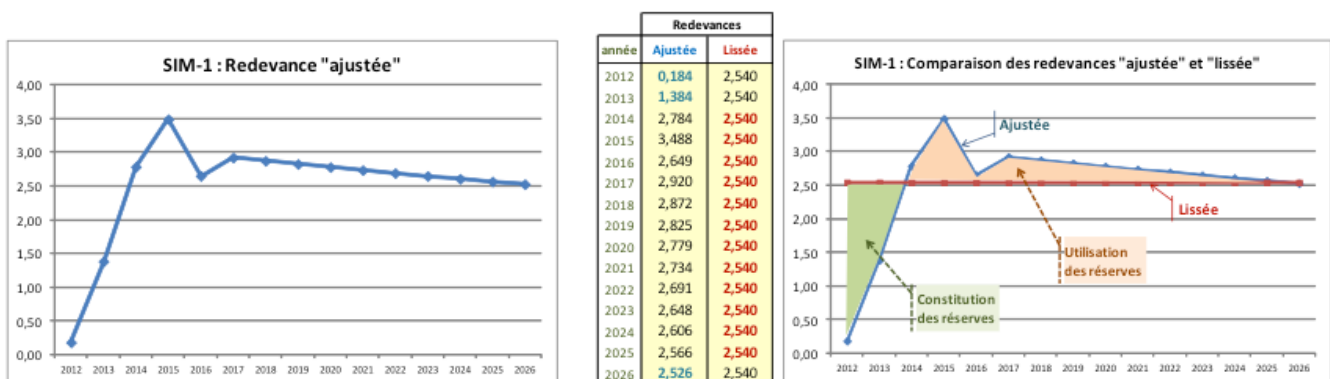 SIM-1 : Redevance "ajustée"
4,00
3,50
3,00
2,50
2,00
1,50
1,00
0,50
0,00
2012 2013 2014 2015 2016 2017 2018 2019 2020 2021 2022 2023 2024 2025 2026
Redevances
année Ajustée Lissée
2012 0,184 2,540
2013 1,384 2,540
2014 2,784 2,540
2015 3,488 2,540
2016 2,649 2,540
2017 2,920 2,540
2018 2,872 2,540
2019 2,825 2,540
2020 2,779 2,540
2021 2,734 2,540
2022 2,691 2,540
2023 2,648 2,540
2024 2,606 2,540
2025 2,566 2,540
2026 2,526 2,540
SIM-1 : Comparaison des redevances "ajustée" et "lissée"
4,00
3,50
3,00
2,50
2,00
1,50
1,00
0,50
0,00
Ajustée
Lissée
Utilisation
des réserves
Constitution
des réserves
2012 2013 2014 2015 2016 2017 2018 2019 2020 2021 2022 2023 2024 2025 2026